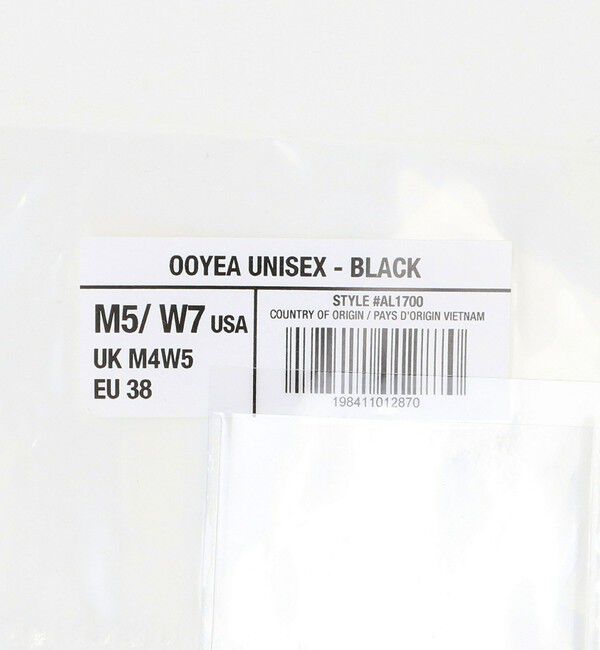 OOYEA UNISEX - BLACK
M5/ W7 USA
UK M4W5
EU 38
STYLE #AL1700
COUNTRY OF ORIGIN / PAYS D'ORIGIN VIETNAM
198411012870